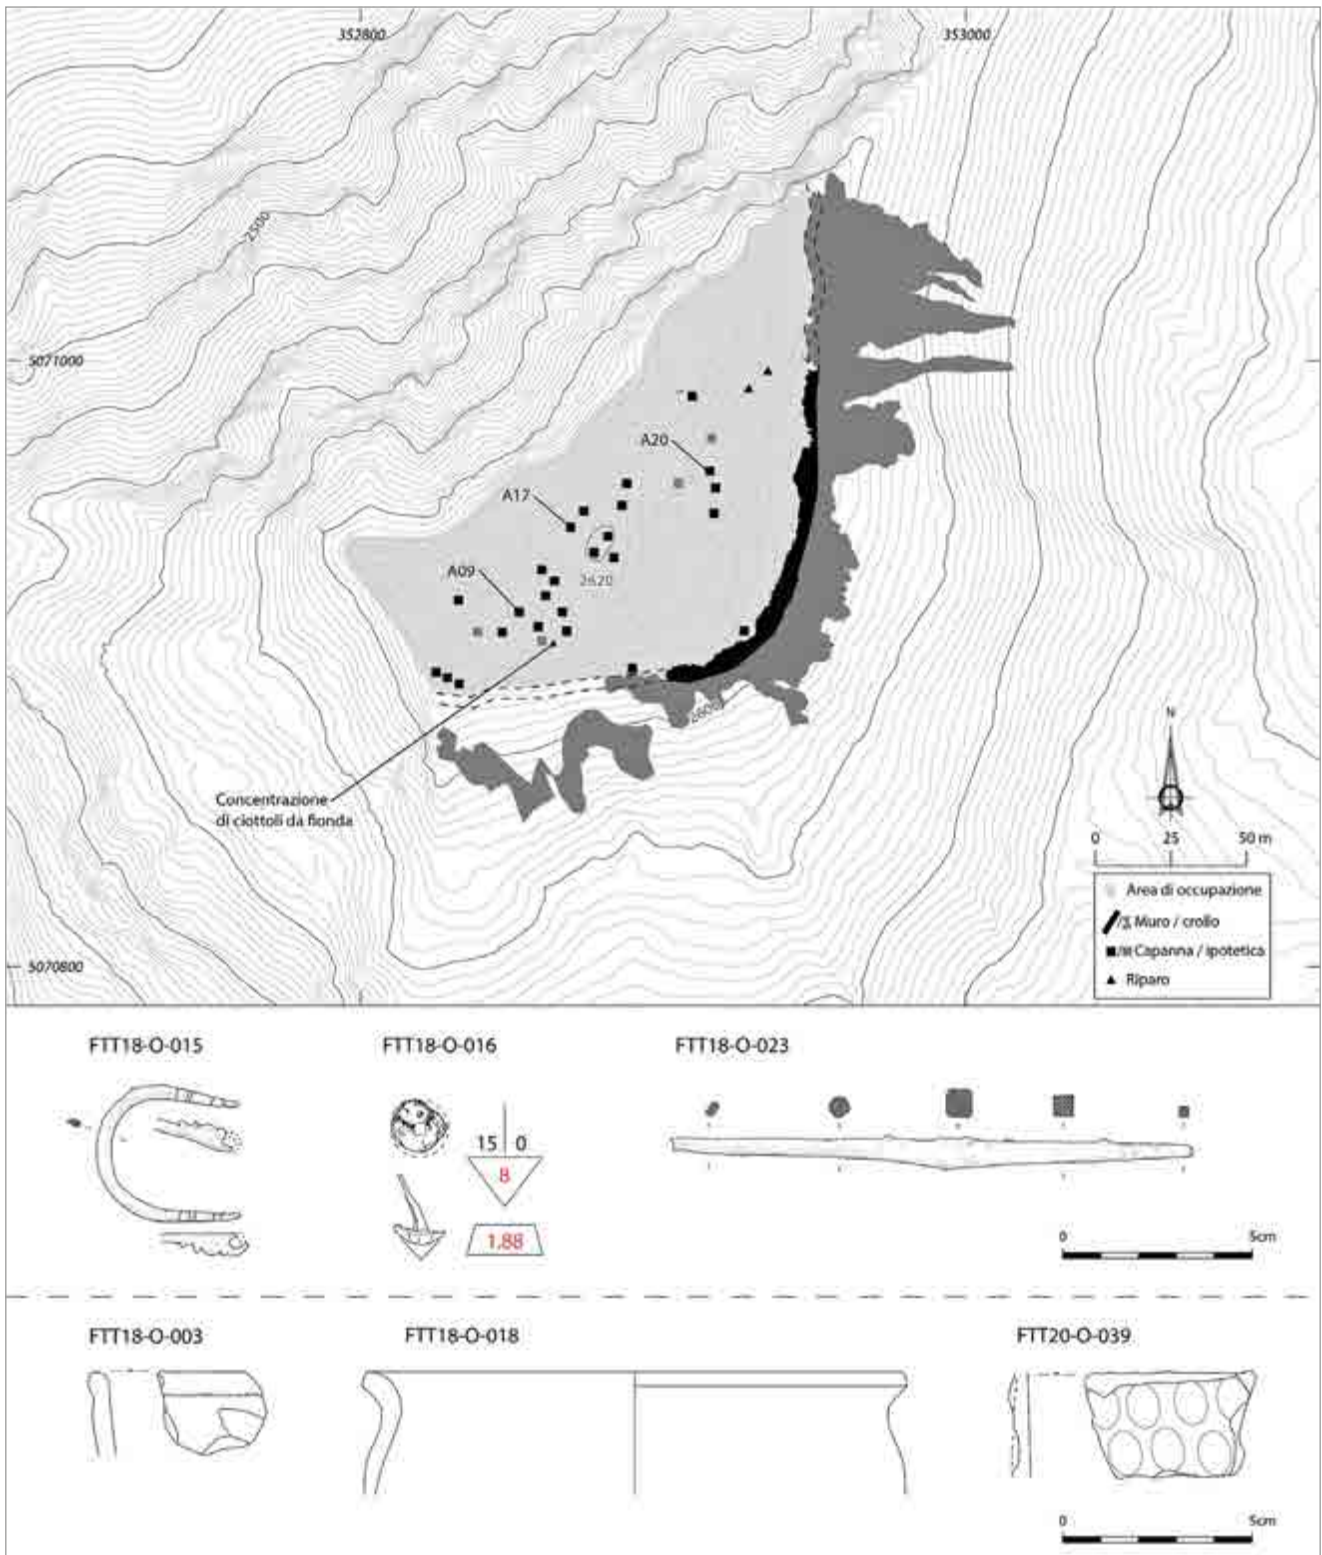 352800
353000
2500
5071000
A20
A17
A09
2620
2600
Concentrazione
di ciottoli da fionda
N
0 25 50 m
Area di occupazione
Muro / crollo
Capanna / ipotetica
Riparo
5070800
FTT18-O-015
FTT18-O-016
FTT18-O-023
15 0
8
1.88
0 5cm
FTT18-O-003
FTT18-O-018
FTT20-O-039
0 5cm